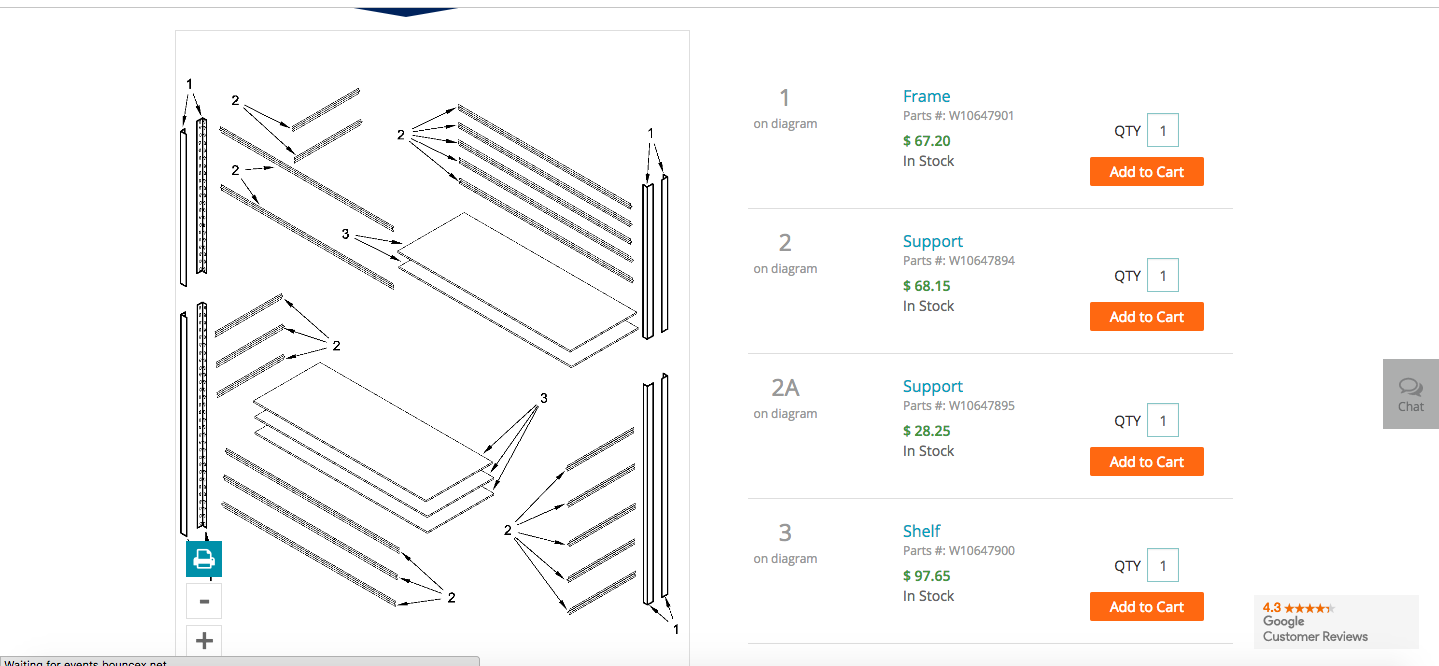 1
2
2
1
2
3
2
3
2
2
1
-
+
1
on diagram
Frame
Parts #: W10647901
$ 67.20
In Stock
QTY 1
Add to Cart
2
on diagram
Support
Parts #: W10647894
$ 68.15
In Stock
QTY 1
Add to Cart
2A
on diagram
Support
Parts #: W10647895
$ 28.25
In Stock
QTY 1
Add to Cart
3
on diagram
Shelf
Parts #: W10647900
$ 97.65
In Stock
QTY 1
Add to Cart
Chat
4.3
Google
Customer Reviews
Waiting for events.bouncex.net